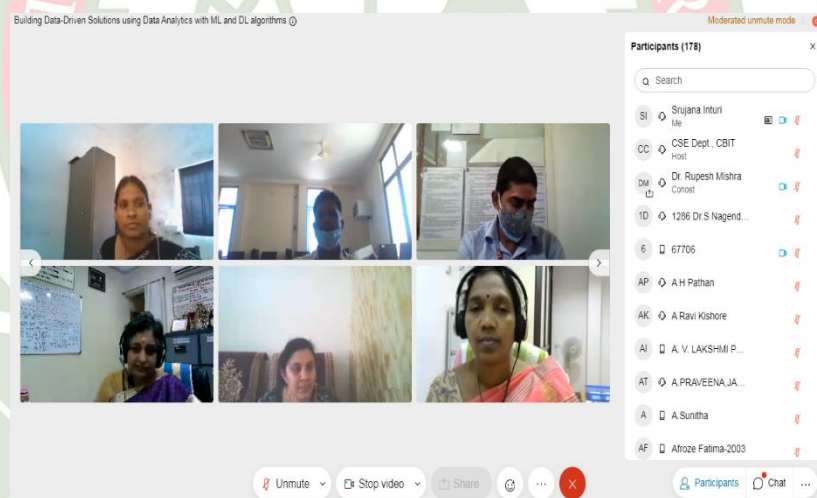 Building Data-Driven Solutions using Data Analytics with ML and DL algorithms
Moderated unmute mode
Participants (178)
X
Search
SI Srujana Inturi
Me
CC CSE Dept., CBIT
Host
DM Dr. Rupesh Mishra
Cohost
1D 1286 Dr.S.Nagend...
6 67706
AP A H Pathan
AK A Ravi Kishore
AI A. V. LAKSHMI P...
AT A.PRAVEENA,JA...
A A.Sunitha
AF Afroze Fatima-2003
Unmute
Stop video
Share
Participants
Chat